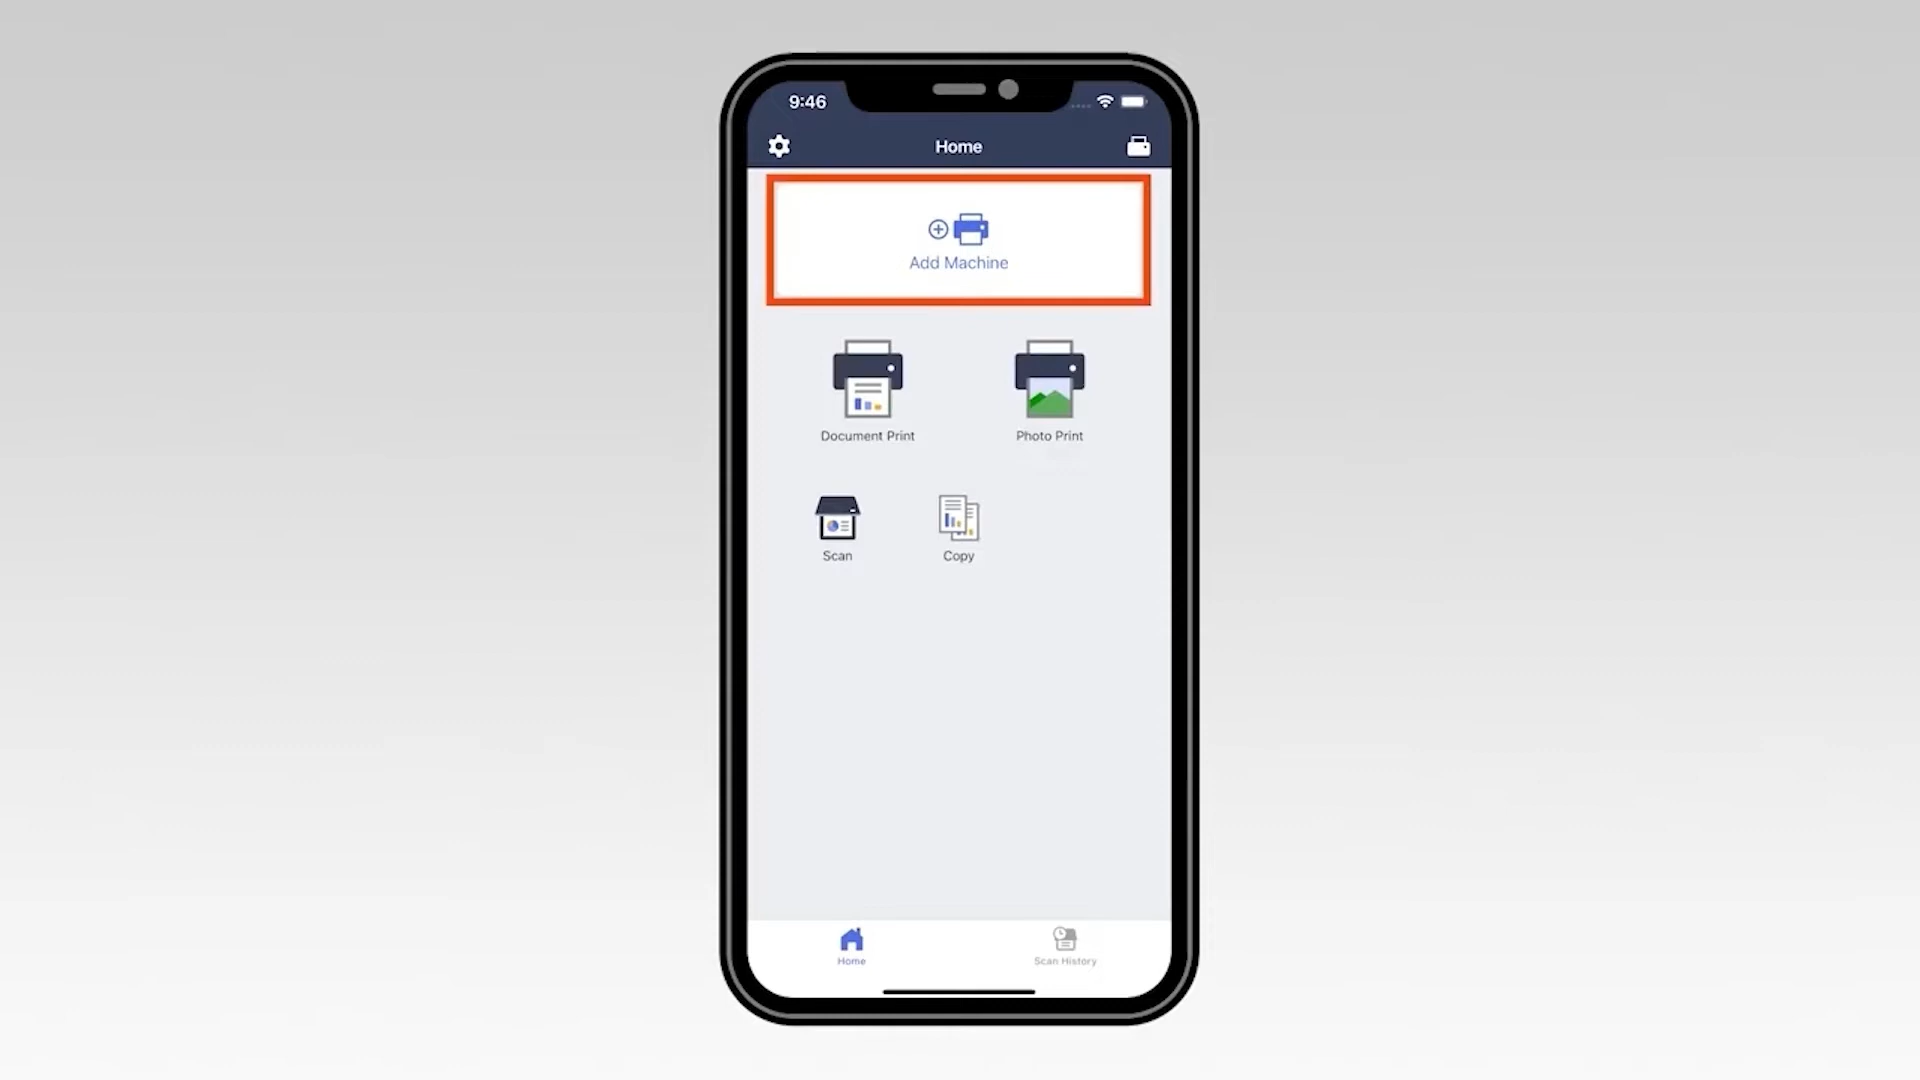 9:46
Home
Add Machine
Document Print
Photo Print
Scan
Copy
Home
Scan History